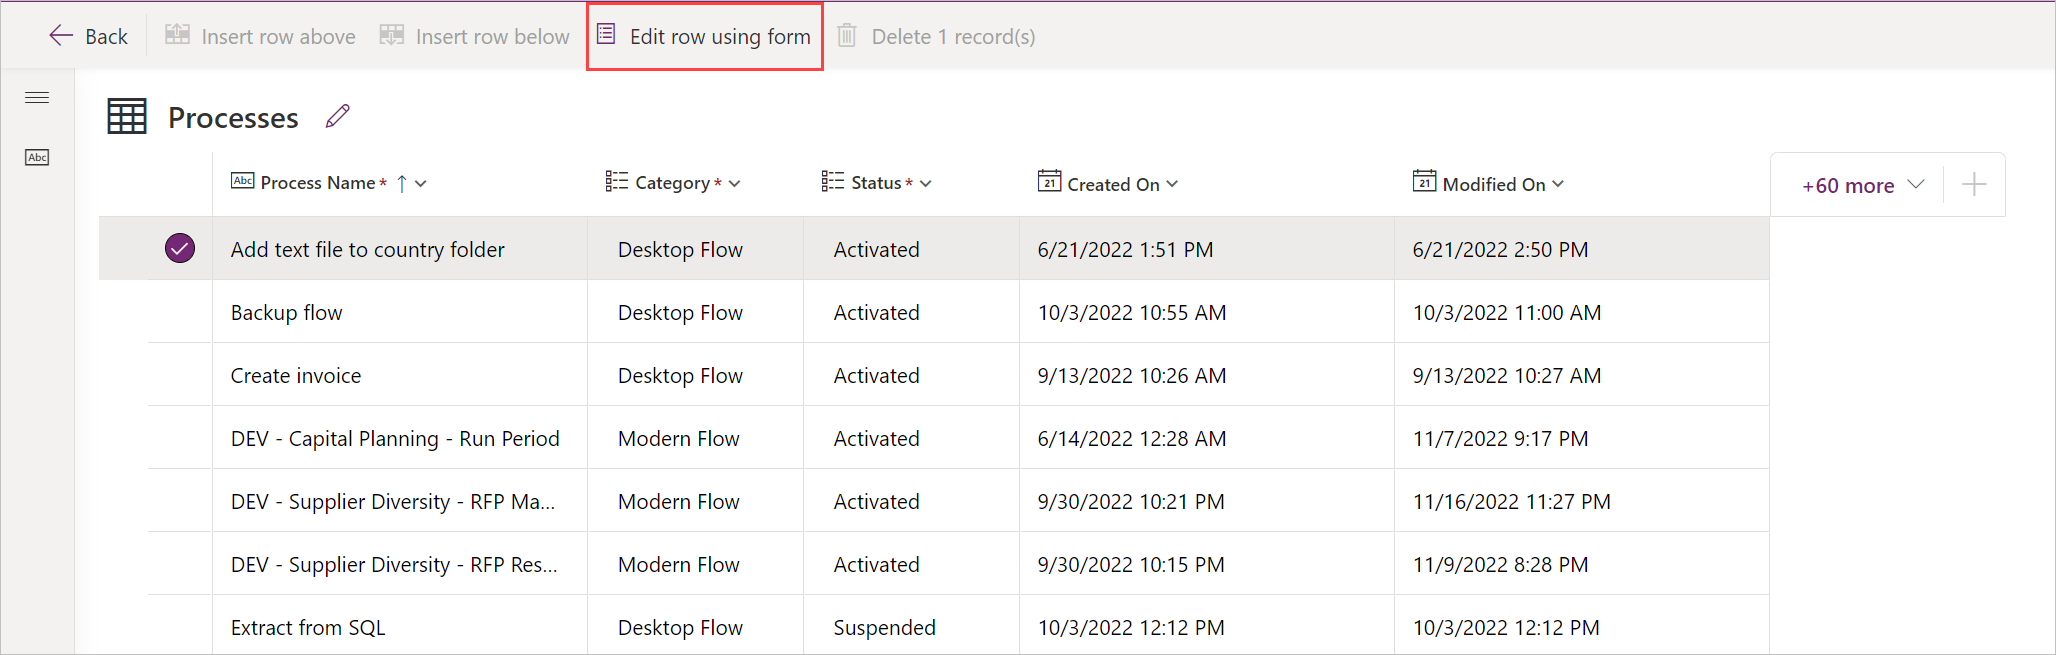 Back Insert row above Insert row below Edit row using form Delete 1 record(s)
Processes
Abc
Abc Process Name * Category * Status * 21 Created On 21 Modified On +60 more
Add text file to country folder Desktop Flow Activated 6/21/2022 1:51 PM 6/21/2022 2:50 PM
Backup flow Desktop Flow Activated 10/3/2022 10:55 AM 10/3/2022 11:00 AM
Create invoice Desktop Flow Activated 9/13/2022 10:26 AM 9/13/2022 10:27 AM
DEV - Capital Planning - Run Period Modern Flow Activated 6/14/2022 12:28 AM 11/7/2022 9:17 PM
DEV - Supplier Diversity - RFP Ma... Modern Flow Activated 9/30/2022 10:21 PM 11/16/2022 11:27 PM
DEV - Supplier Diversity - RFP Res... Modern Flow Activated 9/30/2022 10:15 PM 11/9/2022 8:28 PM
Extract from SQL Desktop Flow Suspended 10/3/2022 12:12 PM 10/3/2022 12:12 PM